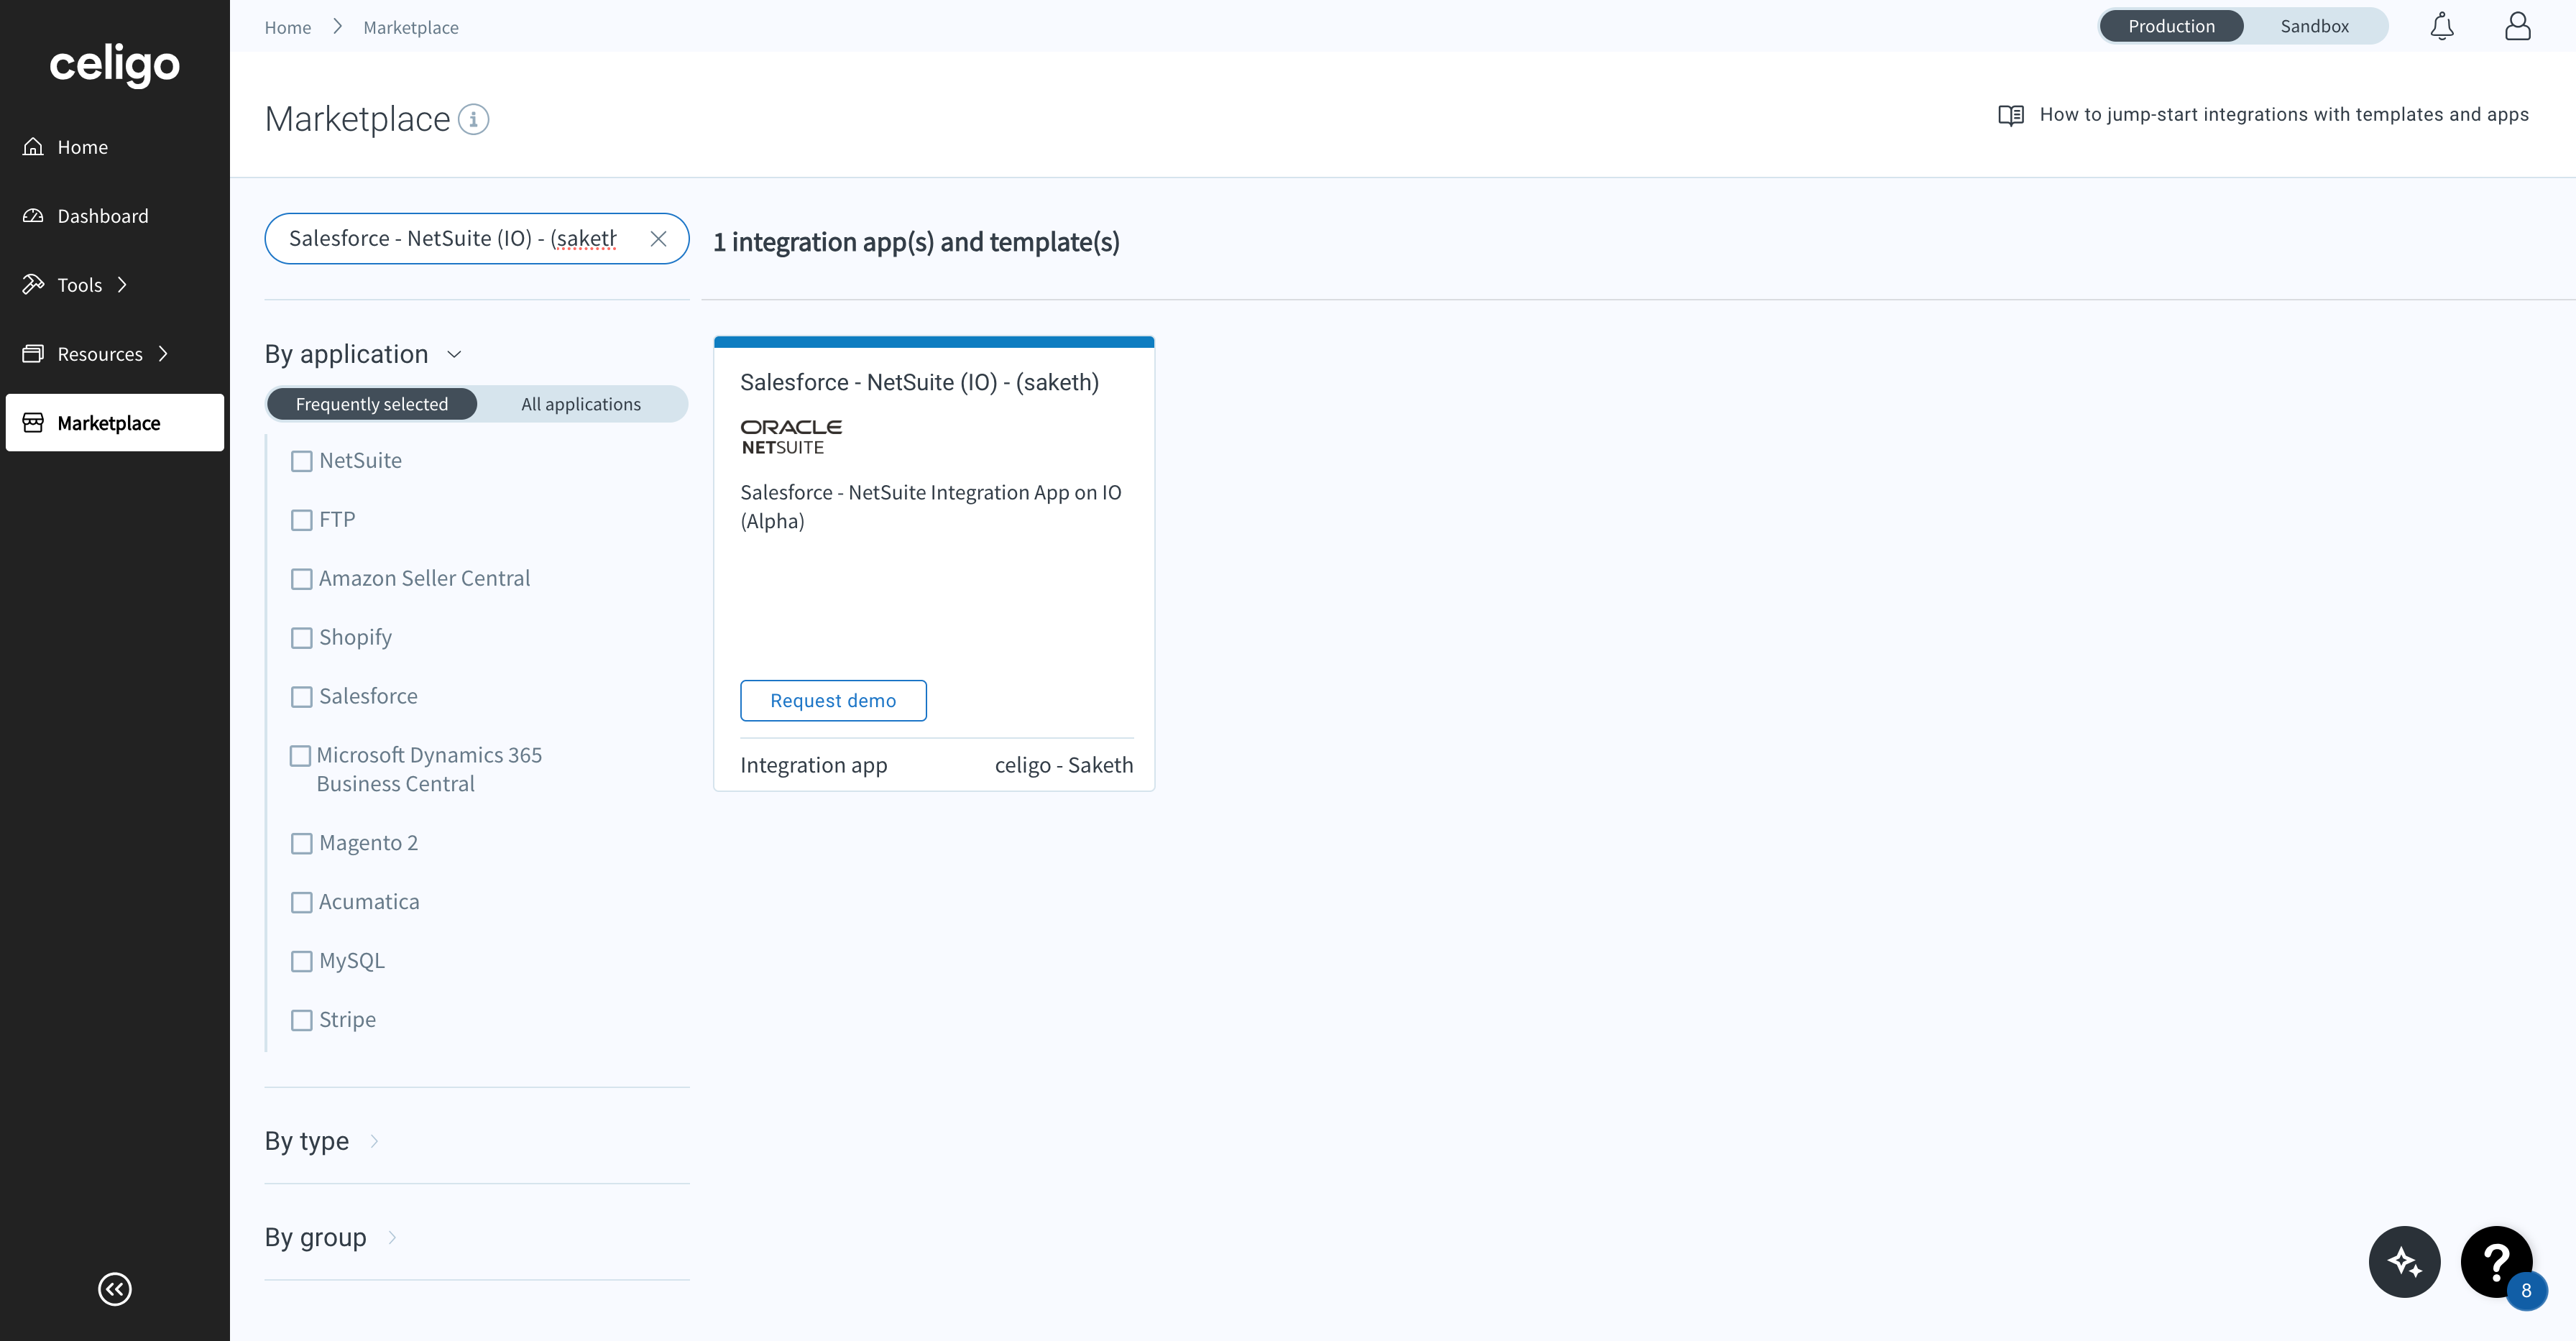 celigo
Home
Dashboard
Tools
Resources
Marketplace
Home
Marketplace
Production
Sandbox
Marketplace
i
How to jump-start integrations with templates and apps
Salesforce - NetSuite (IO) - (saketh
1 integration app(s) and template(s)
By application
Frequently selected
All applications
NetSuite
FTP
Amazon Seller Central
Shopify
Salesforce
Microsoft Dynamics 365
Business Central
Magento 2
Acumatica
MySQL
Stripe
By type
By group
Salesforce - NetSuite (IO) - (saketh)
ORACLE
NETSUITE
Salesforce - NetSuite Integration App on IO
(Alpha)
Request demo
Integration app
celigo - Saketh
?
8